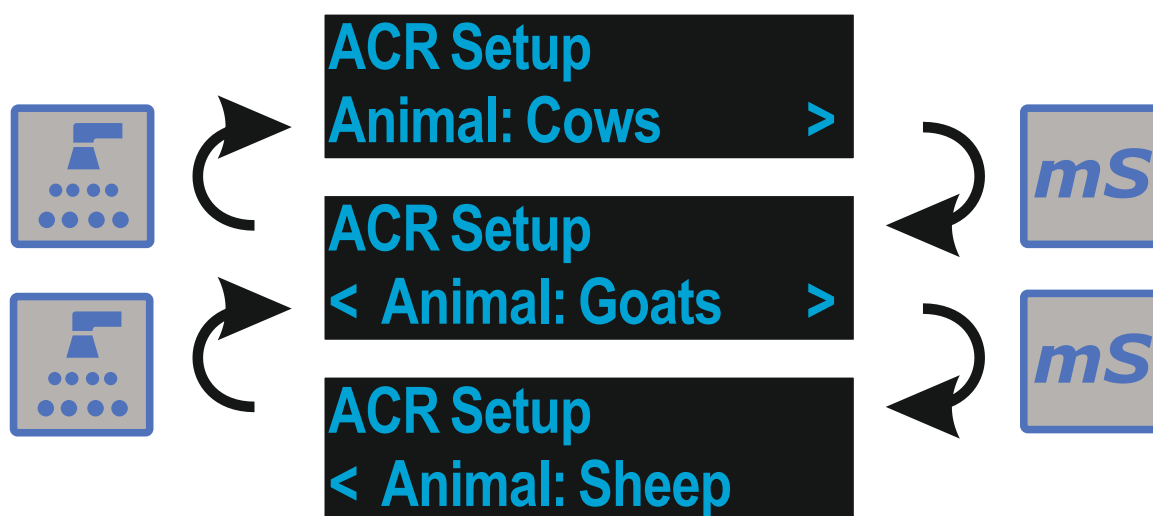 ACR Setup
Animal: Cows >
mS
ACR Setup
< Animal: Goats >
mS
ACR Setup
< Animal: Sheep